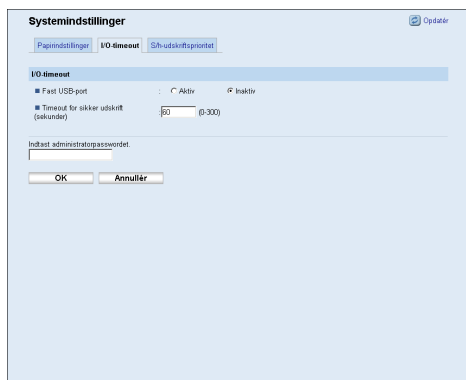 Systemindstillinger
Opdatér
Papirindstillinger I/O-timeout S/h-udskriftsprioritet
I/O-timeout
Fast USB-port : Aktiv Inaktiv
Timeout for sikker udskrift
(sekunder) : 60 (0-300)
Indtast administratorpasswordet.
OK Annullér